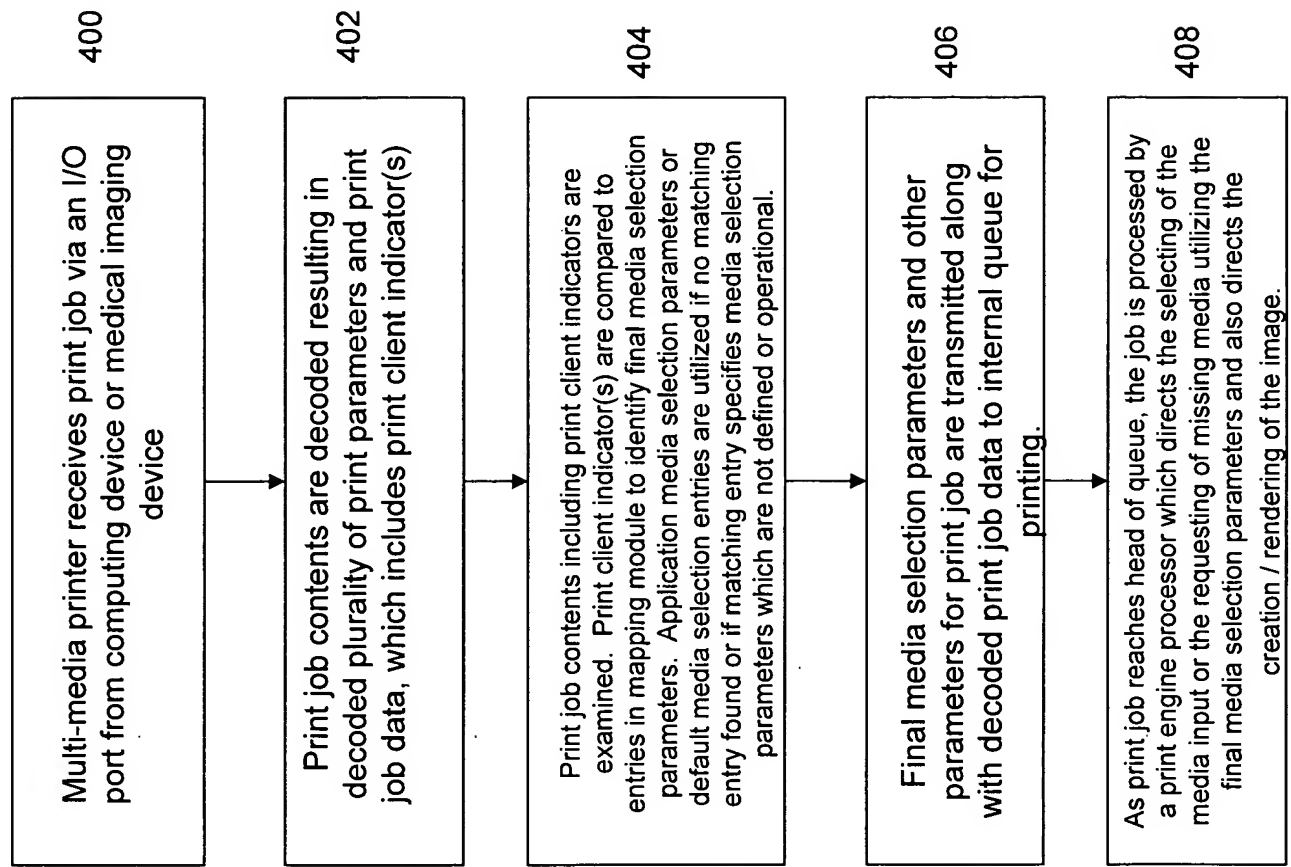 400
Multi-media printer receives print job via an I/O
port from computing device or medical imaging
device
402
Print job contents are decoded resulting in
decoded plurality of print parameters and print
job data, which includes print client indicator(s)
404
Print job contents including print client indicators are
examined. Print client indicator(s) are compared to
entries in mapping module to identify final media selection
parameters. Application media selection parameters or
default media selection entries are utilized if no matching
entry found or if matching entry specifies media selection
parameters which are not defined or operational.
406
Final media selection parameters and other
parameters for print job are transmitted along
with decoded print job data to internal queue for
printing.
408
As print job reaches head of queue, the job is processed by
a print engine processor which directs the selecting of the
media input or the requesting of missing media utilizing the
final media selection parameters and also directs the
creation / rendering of the image.